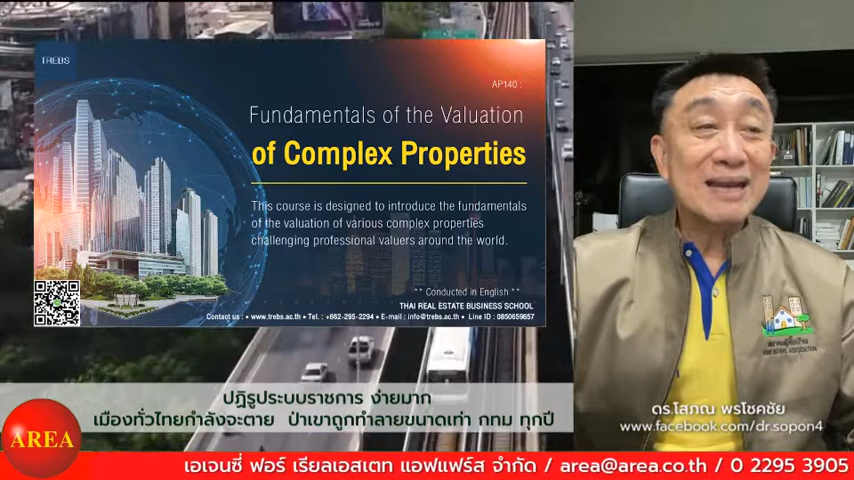 TREBS
AP140 :
Fundamentals of the Valuation
of Complex Properties
This course is designed to introduce the fundamentals
of the valuation of various complex properties
challenging professional valuers around the world.
** Conducted in English **
THAI REAL ESTATE BUSINESS SCHOOL
Contact us : • www.trebs.ac.th • Tel. : +662-295-2294 • E-mail : info@trebs.ac.th • Line ID : 0850659657
ปฏิรูประบบราชการ ง่ายมาก
เมืองทั่วไทยกำลังจะตาย ป่าเขาถูกทำลายขนาดเท่า กทม ทุกปี
ดร.โสภณ พรโชคชัย
www.facebook.com/dr.sopon4
AREA
เอเจนซี่ ฟอร์ เรียลเอสเตท แอฟแฟร์ส จำกัด / area@area.co.th / 0 2295 3905